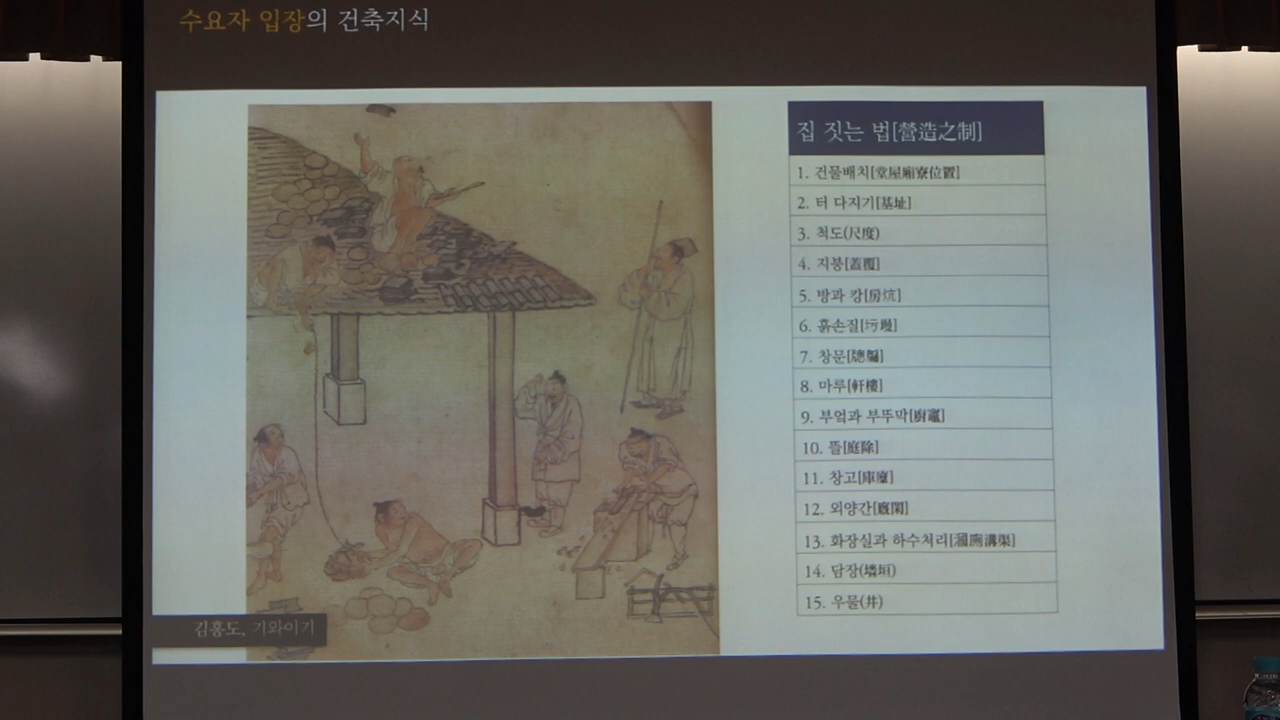 수요자 입장의 건축지식
집 짓는 법[營造之制]
1. 건물배치[堂屋廂寮位置]
2. 터 다지기[基址]
3. 척도(尺度)
4. 지붕[蓋覆]
5. 방과 캉[房炕]
6. 흙손질[圬墁]
7. 창문
8. 마루[軒樓]
9. 부엌과 부뚜막[廚竈]
10. 뜰[庭除]
11. 창고[庫廩]
12. 외양간[廐閑]
13. 화장실과 하수처리[溷廁溝渠]
14. 담장(墻垣)
15. 우물(井)
김홍도, 기와이기